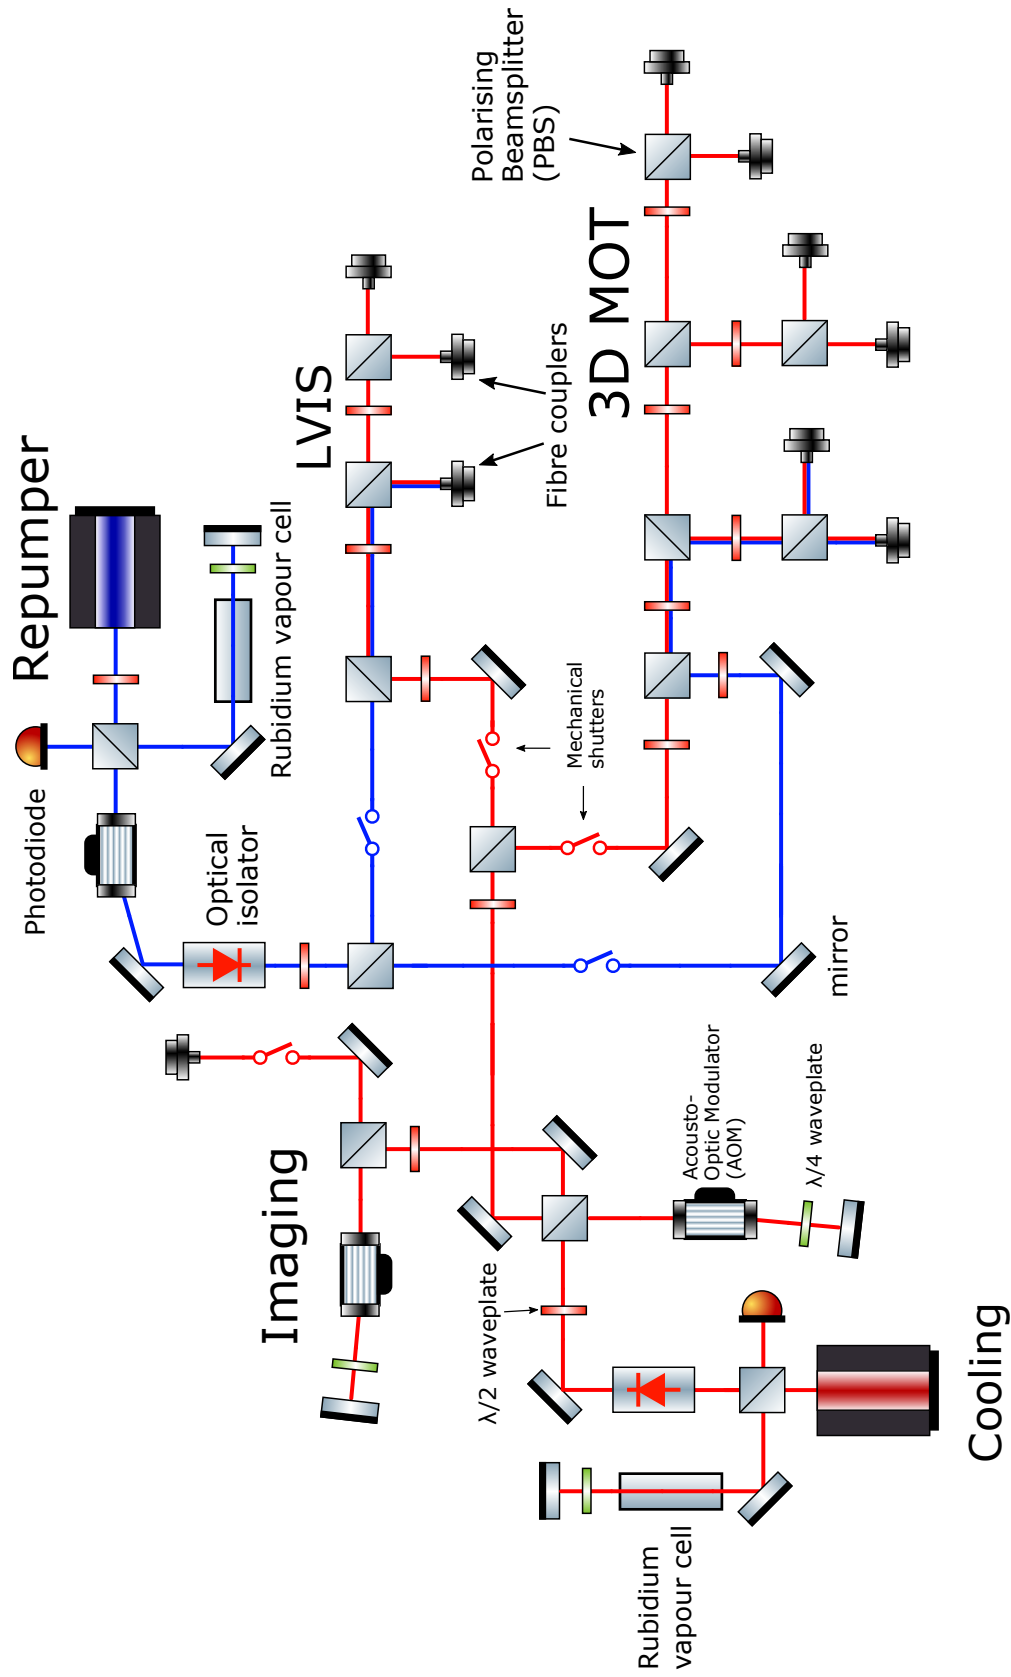 Repumper
Photodiode
Rubidium vapour cell
Optical
isolator
LVIS
Polarising
Beamsplitter
(PBS)
3D MOT
Fibre couplers
Mechanical
shutters
mirror
Imaging
λ/2 waveplate
Acousto-
Optic Modulator
(AOM)
λ/4 waveplate
Cooling
Rubidium
vapour cell